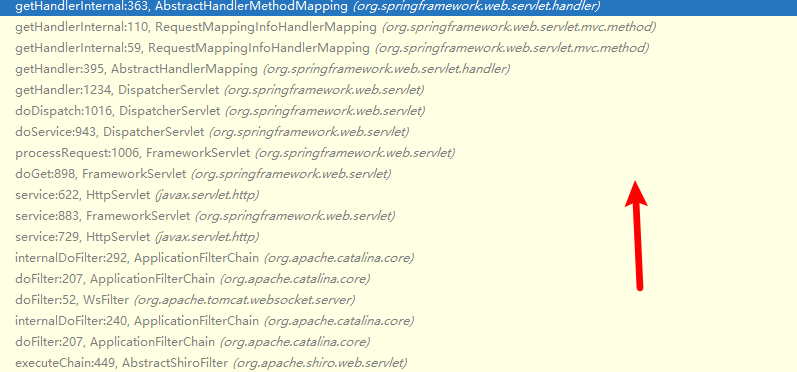 getHandlerInternal:363, AbstractHandlerMethodMapping (org.springframework.web.servlet.handler)
getHandlerInternal:110, RequestMappingInfoHandlerMapping (org.springframework.web.servlet.mvc.method)
getHandlerInternal:59, RequestMappingInfoHandlerMapping (org.springframework.web.servlet.mvc.method)
getHandler:395, AbstractHandlerMapping (org.springframework.web.servlet.handler)
getHandler:1234, DispatcherServlet (org.springframework.web.servlet)
doDispatch:1016, DispatcherServlet (org.springframework.web.servlet)
doService:943, DispatcherServlet (org.springframework.web.servlet)
processRequest:1006, FrameworkServlet (org.springframework.web.servlet)
doGet:898, FrameworkServlet (org.springframework.web.servlet)
service:622, HttpServlet (javax.servlet.http)
service:883, FrameworkServlet (org.springframework.web.servlet)
service:729, HttpServlet (javax.servlet.http)
internalDoFilter:292, ApplicationFilterChain (org.apache.catalina.core)
doFilter:207, ApplicationFilterChain (org.apache.catalina.core)
doFilter:52, WsFilter (org.apache.tomcat.websocket.server)
internalDoFilter:240, ApplicationFilterChain (org.apache.catalina.core)
doFilter:207, ApplicationFilterChain (org.apache.catalina.core)
executeChain:449, AbstractShiroFilter (org.apache.shiro.web.servlet)